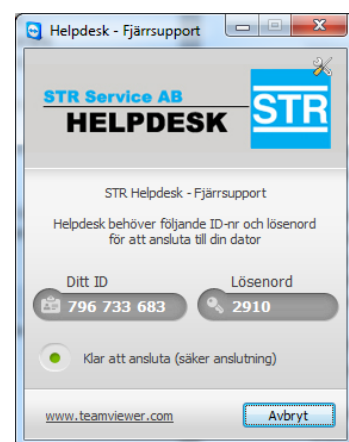 Helpdesk - Fjärrsupport
STR Service AB
HELPDESK
STR
STR Helpdesk - Fjärrsupport
Helpdesk behöver följande ID-nr och lösenord
för att ansluta till din dator
Ditt ID
Lösenord
796 733 683
2910
Klar att ansluta (säker anslutning)
www.teamviewer.com
Avbryt